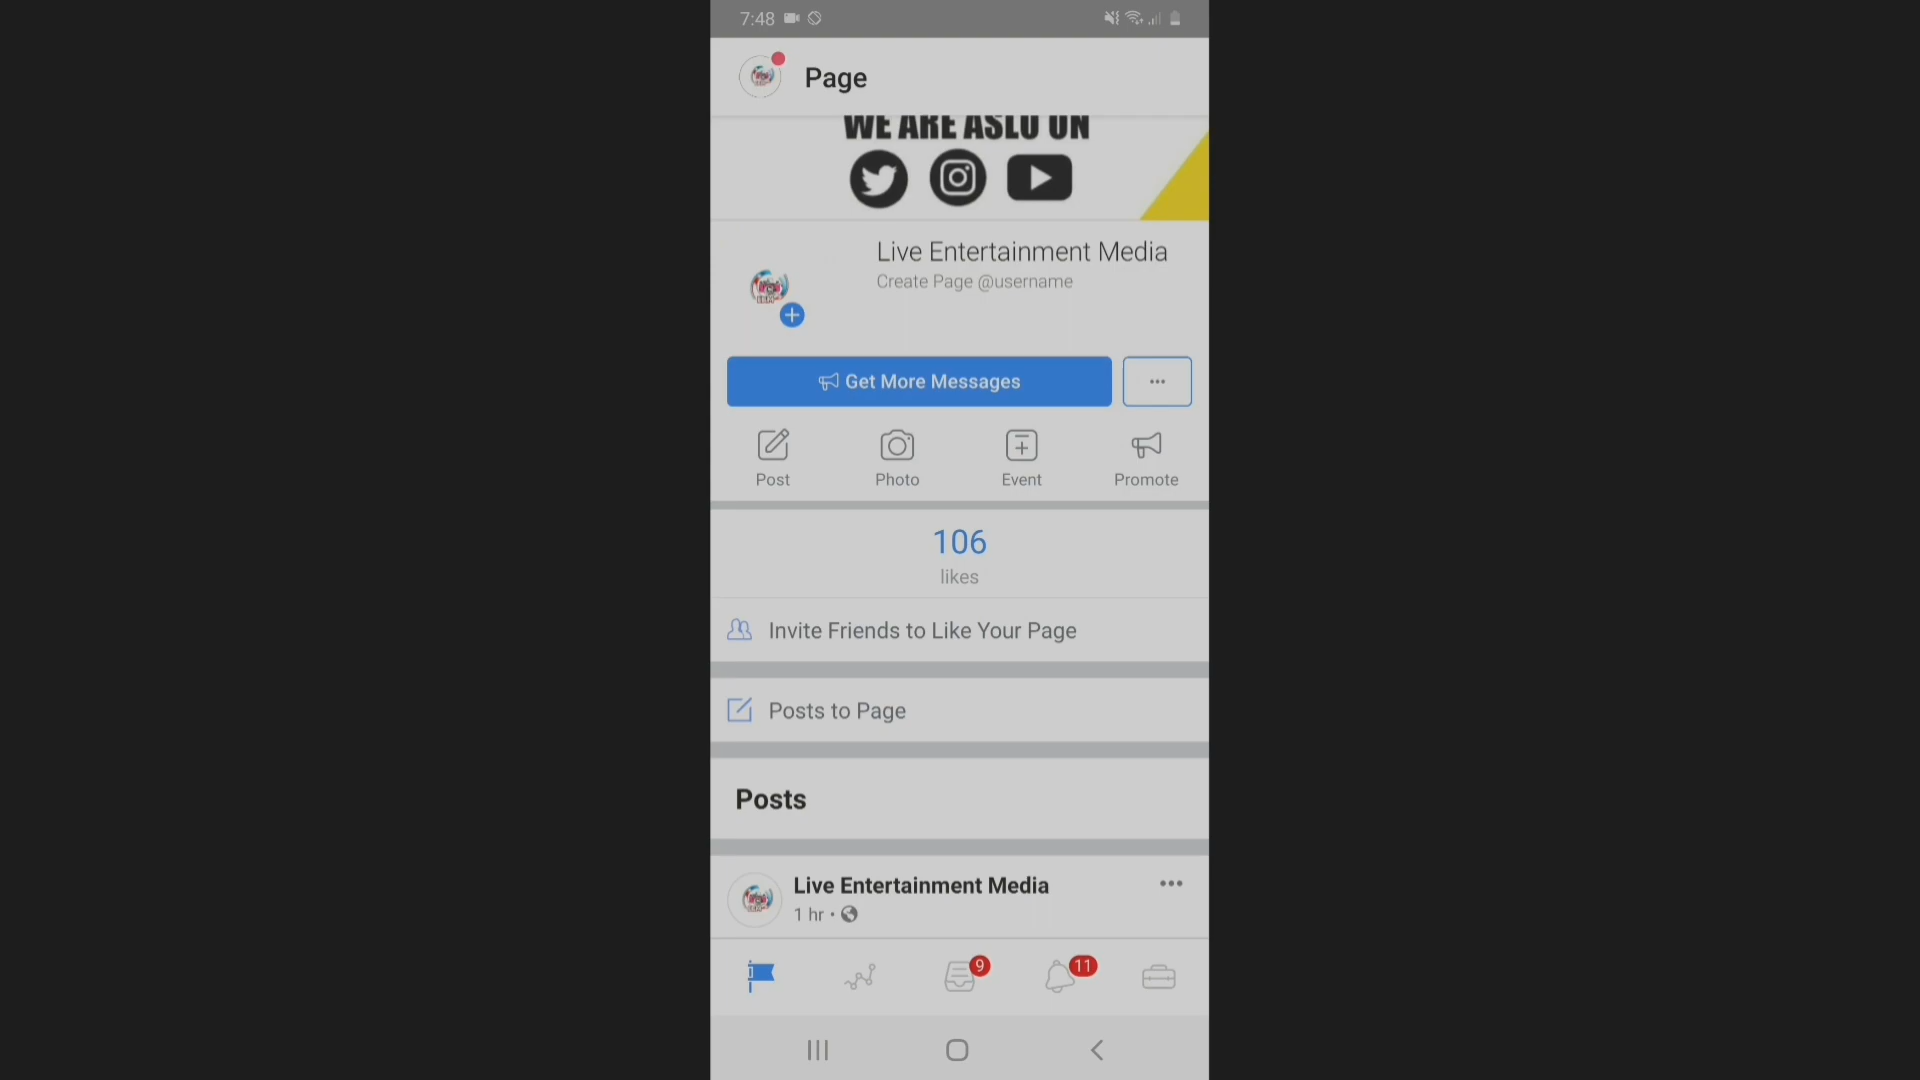 7:48
Page
WE ARE ASLO ON
Live Entertainment Media
Create Page @username
Get More Messages
Post
Photo
Event
Promote
106
likes
Invite Friends to Like Your Page
Posts to Page
Posts
Live Entertainment Media
1 hr •
9
11